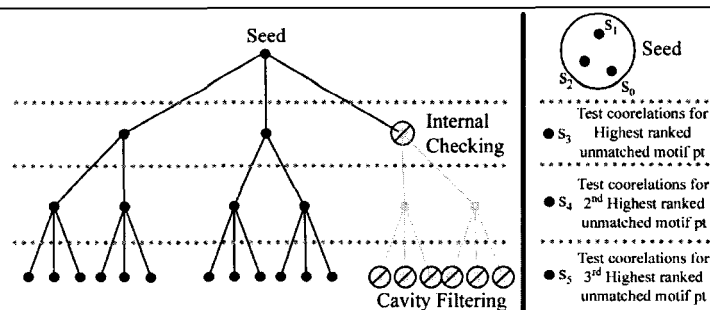 Seed
Internal
Checking
Cavity Filtering
S1
S2
S0
Seed
S3
Test coorelations for
Highest ranked
unmatched motif pt
S4
Test coorelations for
2nd Highest ranked
unmatched motif pt
S5
Test coorelations for
3rd Highest ranked
unmatched motif pt